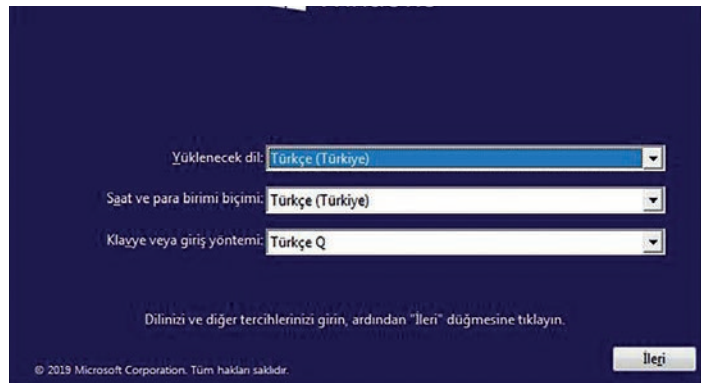 Yüklenecek dil: Türkçe (Türkiye)
Saat ve para birimi biçimi: Türkçe (Türkiye)
Klavye veya giriş yöntemi: Türkçe Q
Dilinizi ve diğer tercihlerinizi girin, ardından "İleri" düğmesine tıklayın.
İleri
© 2019 Microsoft Corporation. Tüm hakları saklıdır.